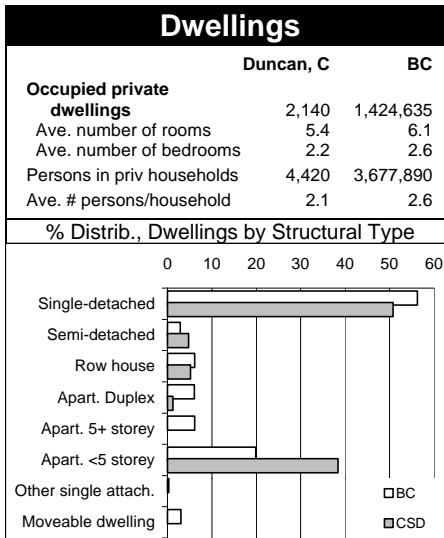 Dwellings
Duncan, C BC
Occupied private
dwellings 2,140 1,424,635
Ave. number of rooms 5.4 6.1
Ave. number of bedrooms 2.2 2.6
Persons in priv households 4,420 3,677,890
Ave. # persons/household 2.1 2.6
% Distrib., Dwellings by Structural Type
0 10 20 30 40 50 60
Single-detached
Semi-detached
Row house
Apart. Duplex
Apart. 5+ storey
Apart. <5 storey
Other single attach.
BC
Moveable dwelling
CSD